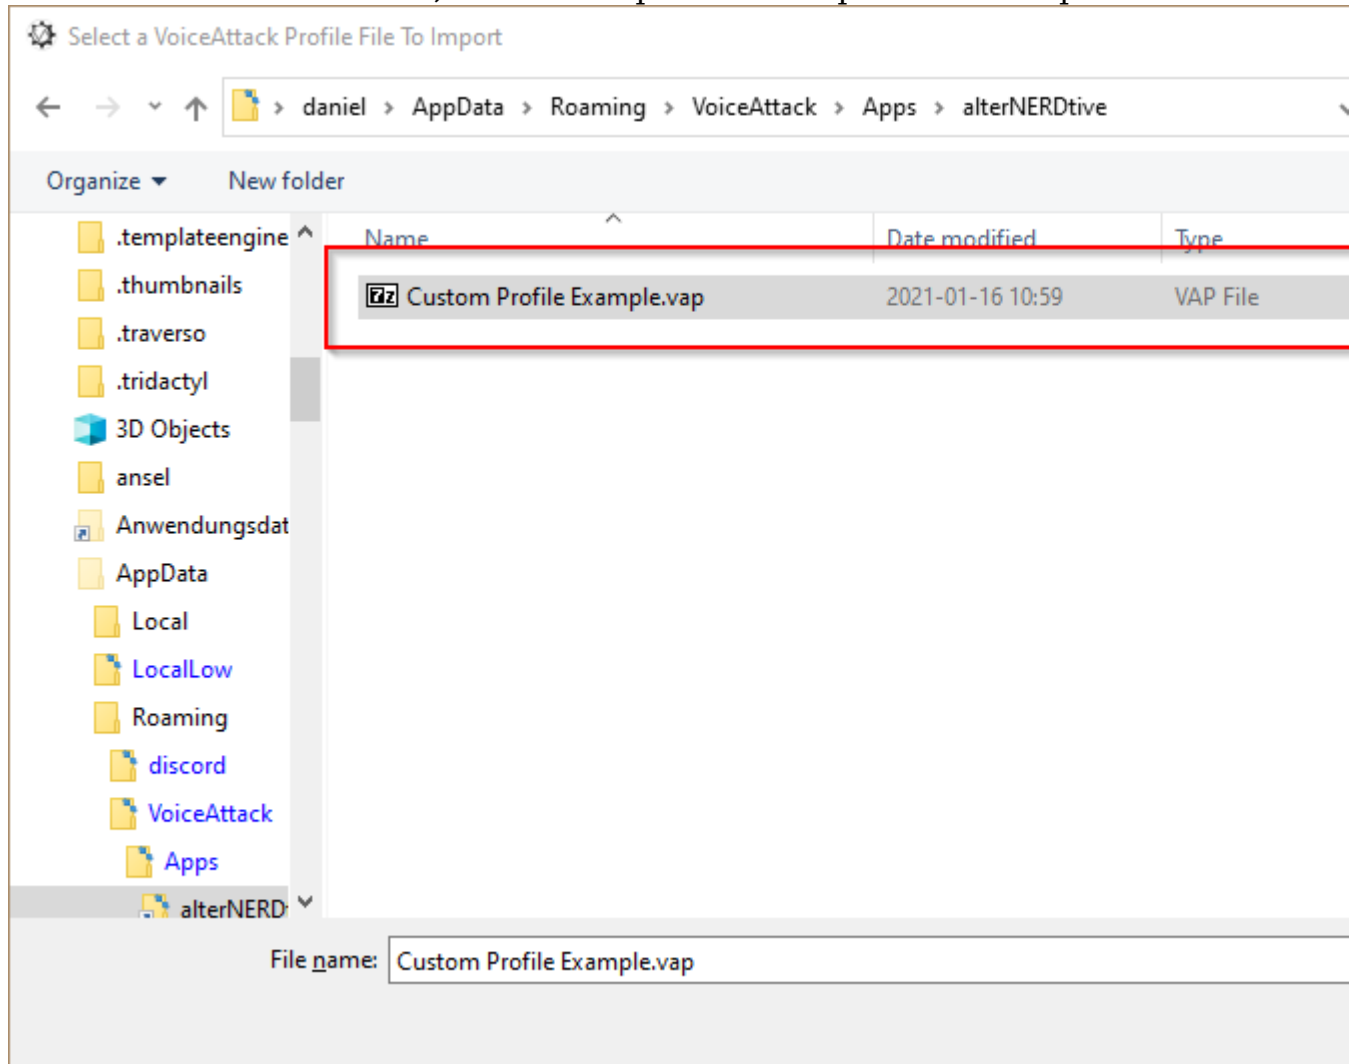 Select a VoiceAttack Profile File To Import
daniel > AppData > Roaming > VoiceAttack > Apps > alterNERDtive
Organize New folder
Name Date modified Type
Custom Profile Example.vap 2021-01-16 10:59 VAP File
.templateengine
.thumbnails
.traverso
.tridactyl
3D Objects
ansel
Anwendungsdat
AppData
Local
LocalLow
Roaming
discord
VoiceAttack
Apps
alterNERD
File name: Custom Profile Example.vap